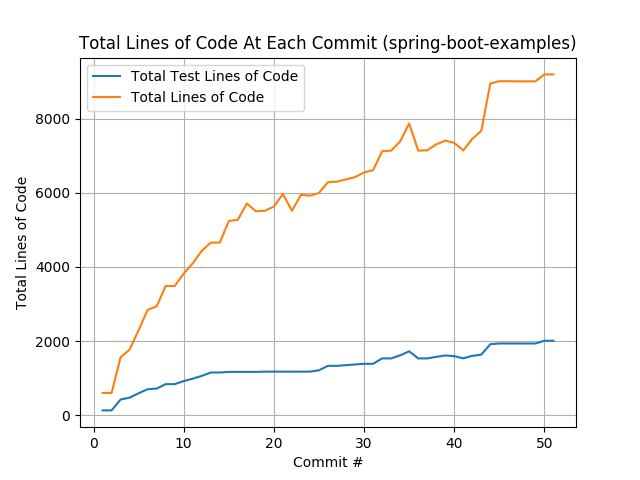 Total Lines of Code At Each Commit (spring-boot-examples)
Total Test Lines of Code
Total Lines of Code
Total Lines of Code
8000
6000
4000
2000
0
0 10 20 30 40 50
Commit #